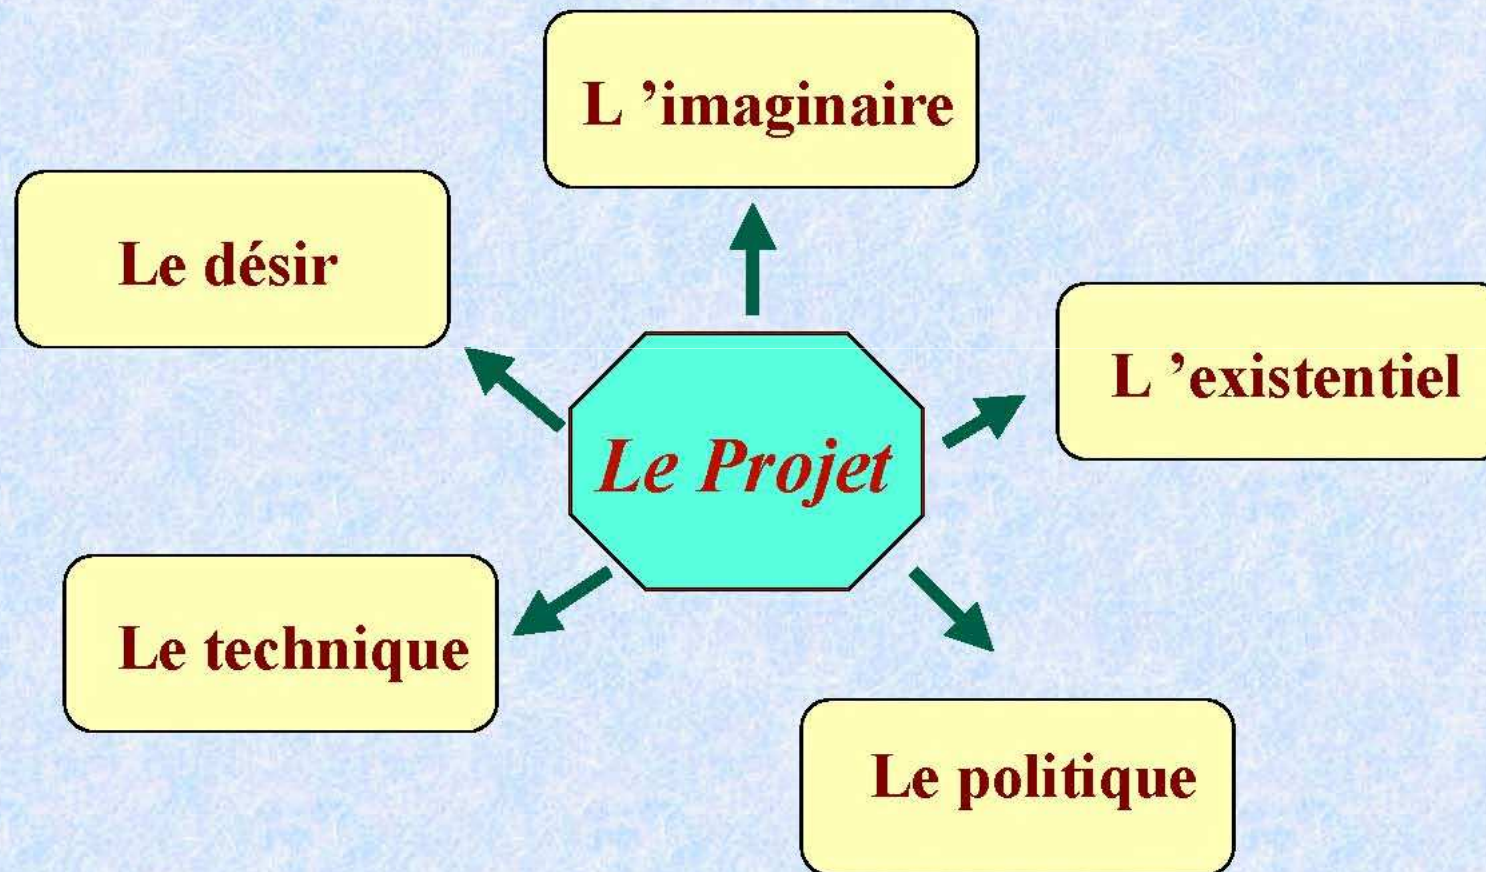 L ’imaginaire
Le désir
L ’existentiel
Le Projet
Le technique
Le politique